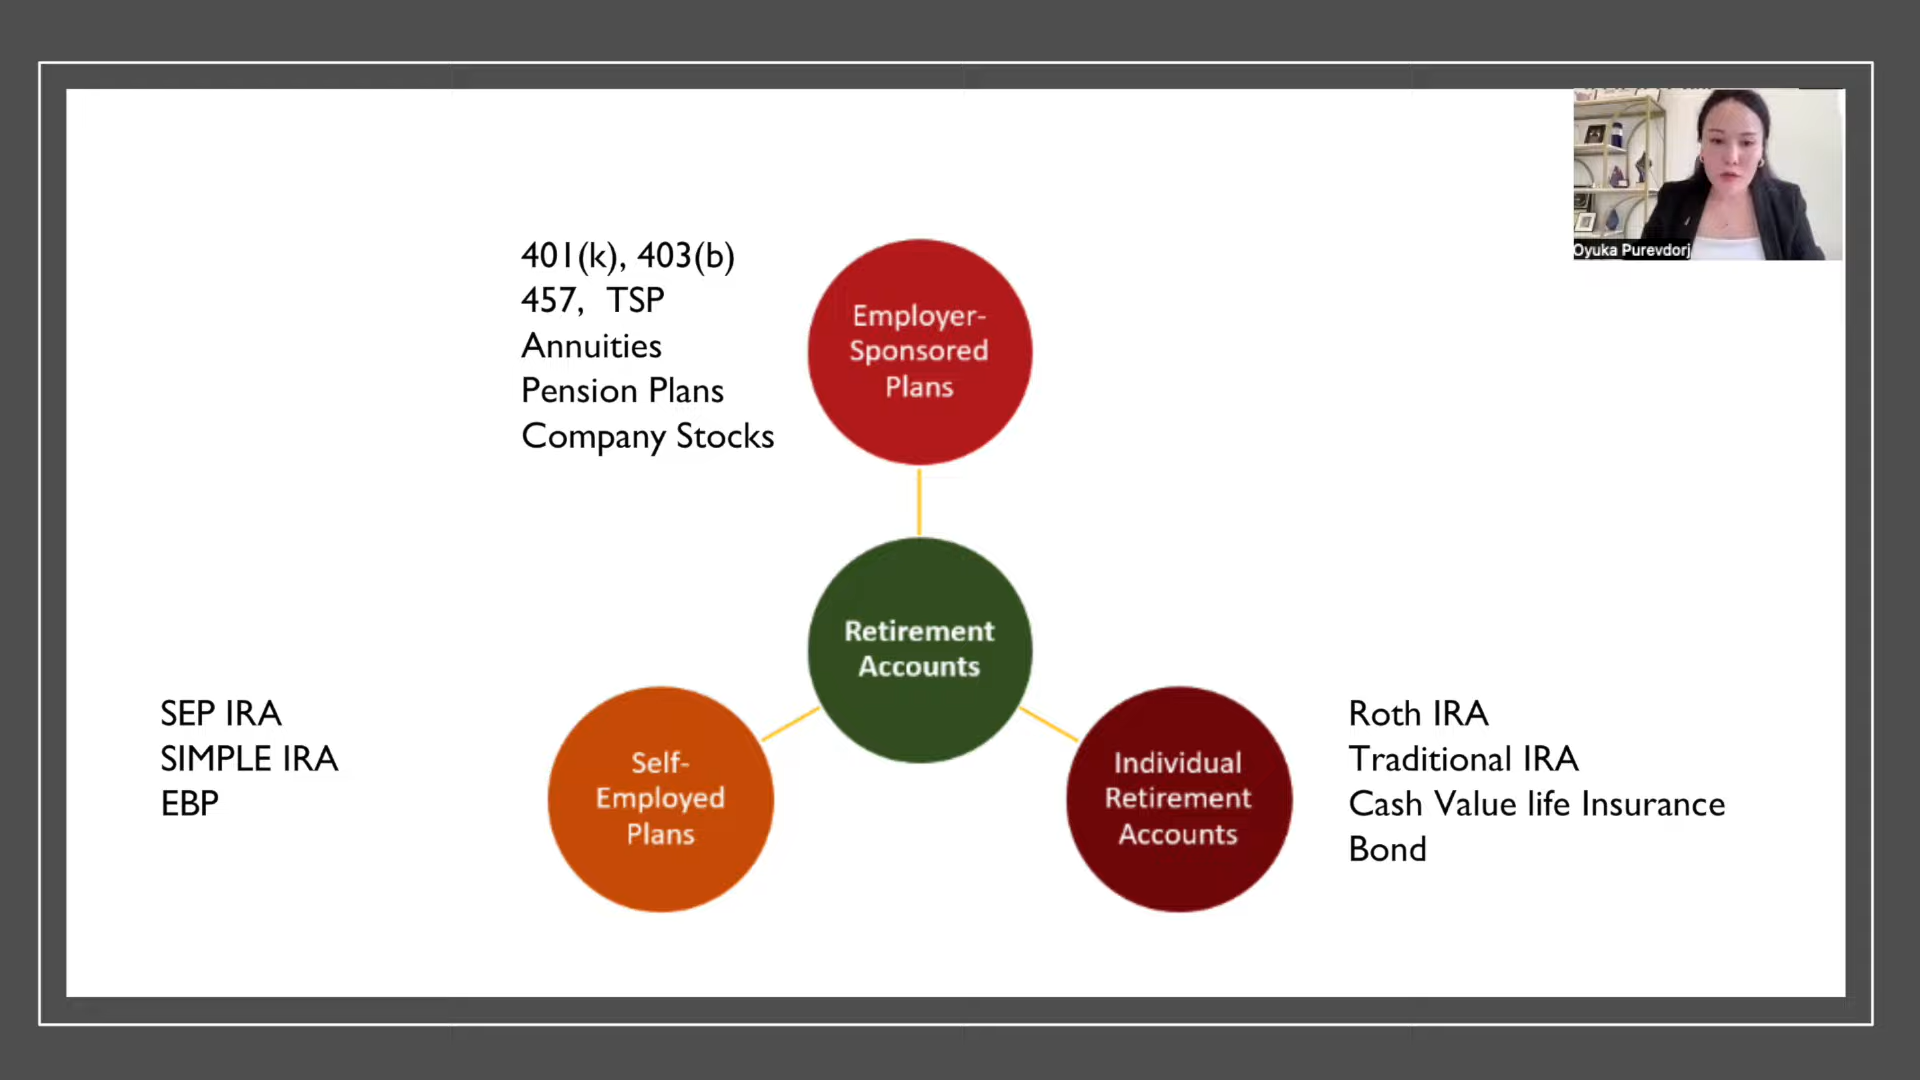 Oyuka Purevdorj
401(k), 403(b)
457, TSP
Annuities
Pension Plans
Company Stocks
Employer-
Sponsored
Plans
Retirement
Accounts
SEP IRA
SIMPLE IRA
EBP
Self-
Employed
Plans
Individual
Retirement
Accounts
Roth IRA
Traditional IRA
Cash Value life Insurance
Bond